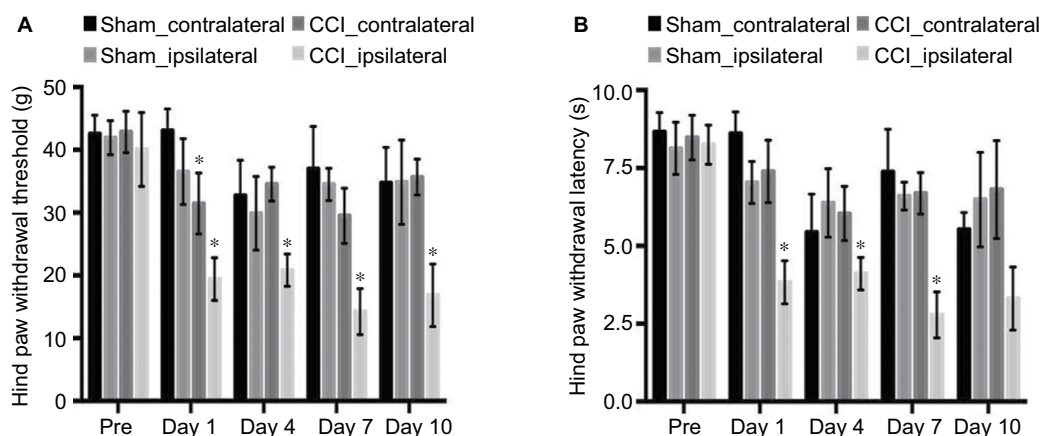 A
Sham_contralateral CCI_contralateral
Sham_ipsilateral CCI_ipsilateral
Hind paw withdrawal threshold (g)
50
40
30
20
10
0
* * * * *
Pre Day 1 Day 4 Day 7 Day 10
B
Sham_contralateral CCI_contralateral
Sham_ipsilateral CCI_ipsilateral
Hind paw withdrawal latency (s)
10.0
7.5
5.0
2.5
0.0
* * *
Pre Day 1 Day 4 Day 7 Day 10